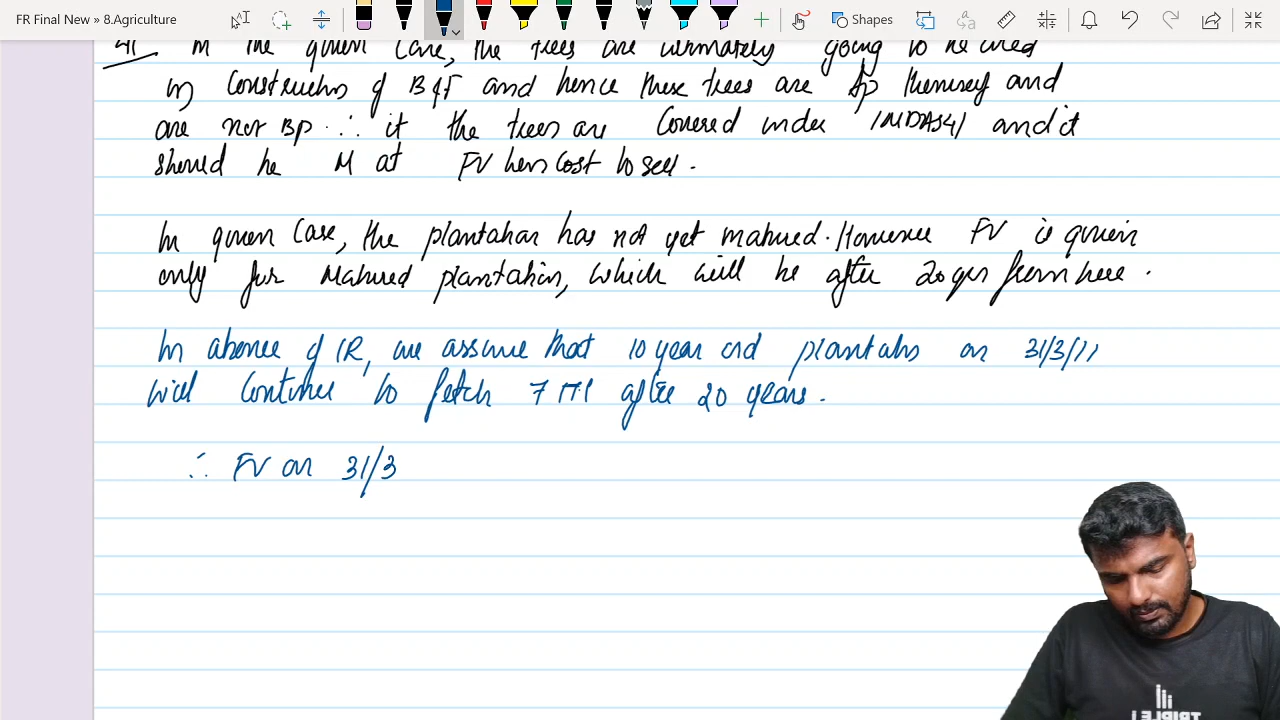 FR Final New » 8.Agriculture
Shapes
41 In the given case, the trees are ultimately going to be used
in construction of B&F and hence these trees are Ap themself and
are not BP ∴ it the trees are Covered under INDAS41 and it
should be M at FV less Cost to sell.
In given Case, the plantation has not yet matured. However FV is given
only for Matured plantation, which will be after 20 yrs from here.
In absence of IR, we assume that 10 year old plantation on 31/3/11
will continue to fetch 7 after 20 years.
∴ FV on 31/3
TRIPLE I